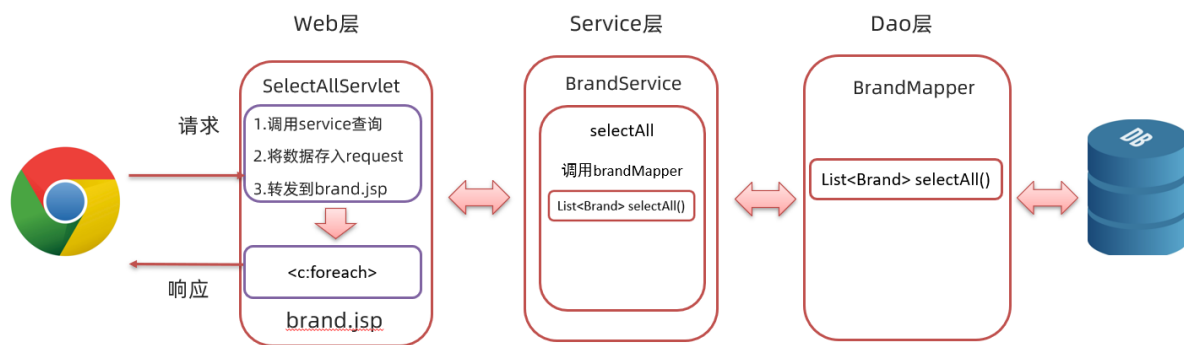 Web层
Service层
Dao层
SelectAllServlet
请求
1.调用service查询
2.将数据存入request
3.转发到brand.jsp
<c:foreach>
响应
brand.jsp
BrandService
selectAll
调用brandMapper
List<Brand> selectAll()
BrandMapper
List<Brand> selectAll()
DB